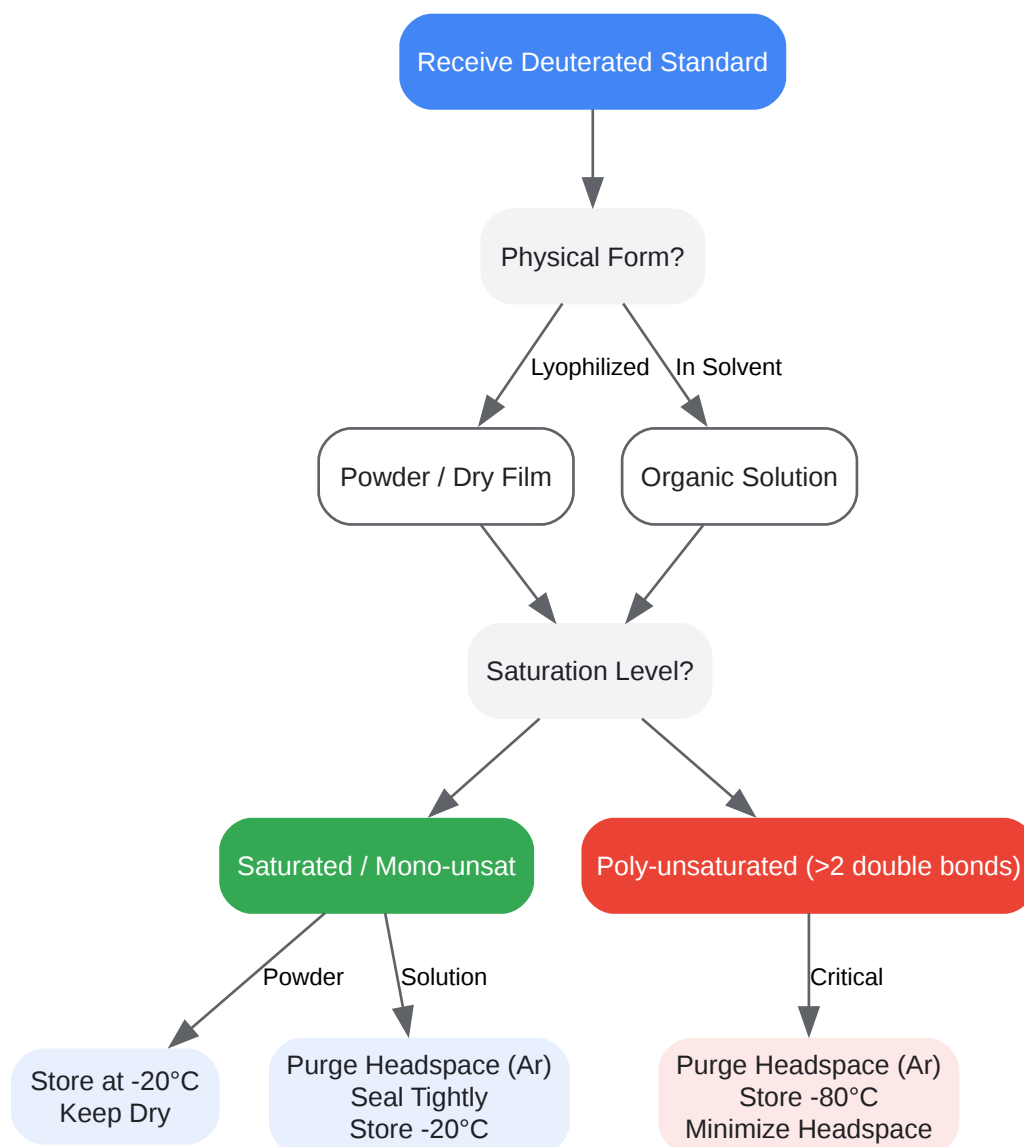 Receive Deuterated Standard
Physical Form?
Lyophilized
In Solvent
Powder / Dry Film
Organic Solution
Saturation Level?
Saturated / Mono-unsat
Poly-unsaturated (>2 double bonds)
Powder
Solution
Critical
Store at -20°C
Keep Dry
Purge Headspace (Ar)
Seal Tightly
Store -20°C
Purge Headspace (Ar)
Store -80°C
Minimize Headspace